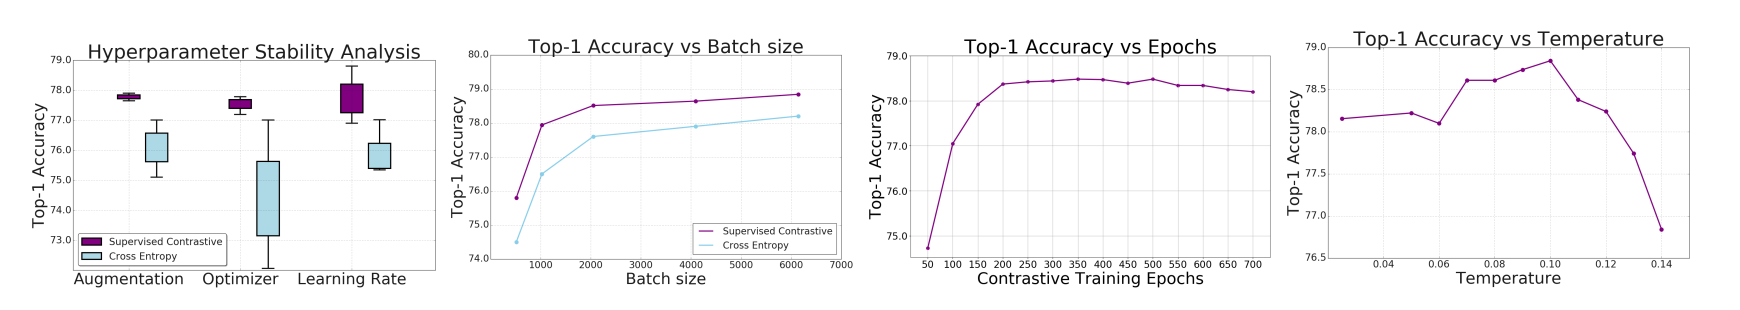 Hyperparameter Stability Analysis
Top-1 Accuracy
79.0
78.0
77.0
76.0
75.0
74.0
73.0
Supervised Contrastive
Cross Entropy
Augmentation Optimizer Learning Rate
Top-1 Accuracy vs Batch size
Top-1 Accuracy
80.0
79.0
78.0
77.0
76.0
75.0
74.0
Supervised Contrastive
Cross Entropy
1000 2000 3000 4000 5000 6000 7000
Batch size
Top-1 Accuracy vs Epochs
Top-1 Accuracy
79.0
78.0
77.0
76.0
75.0
50 100 150 200 250 300 350 400 450 500 550 600 650 700
Contrastive Training Epochs
Top-1 Accuracy vs Temperature
Top-1 Accuracy
79.0
78.5
78.0
77.5
77.0
76.5
0.04 0.06 0.08 0.10 0.12 0.14
Temperature